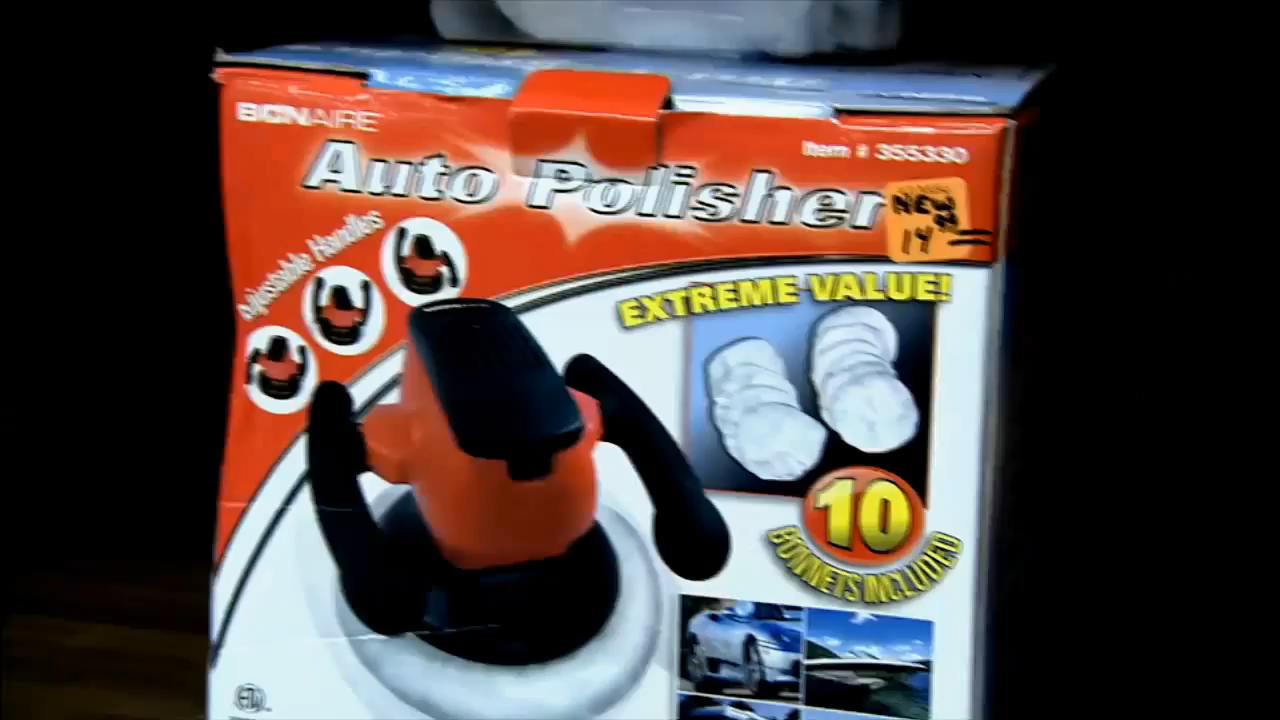 BONAIRE
Item # 355330
Auto Polisher
NEW
14
Adjustable Handles
EXTREME VALUE!
10
BONNETS INCLUDED